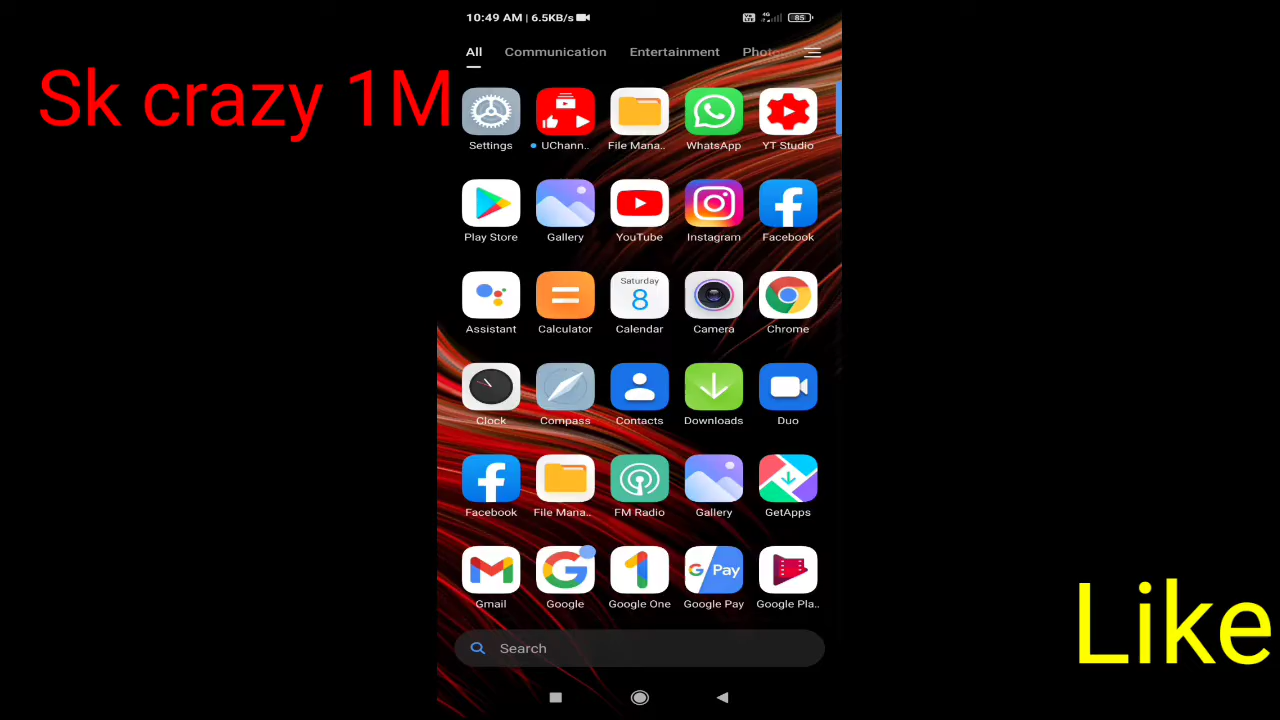 10:49 AM | 6.5KB/s
4G
85
All Communication Entertainment
Sk crazy 1M
Settings UChann.. File Mana.. WhatsApp YT Studio
Play Store Gallery YouTube Instagram Facebook
Saturday
8
Assistant Calculator Calendar Camera Chrome
Clock Compass Contacts Downloads Duo
Facebook File Mana.. FM Radio Gallery GetApps
G Pay
Gmail Google Google One Google Pay Google Pla..
Like
Search